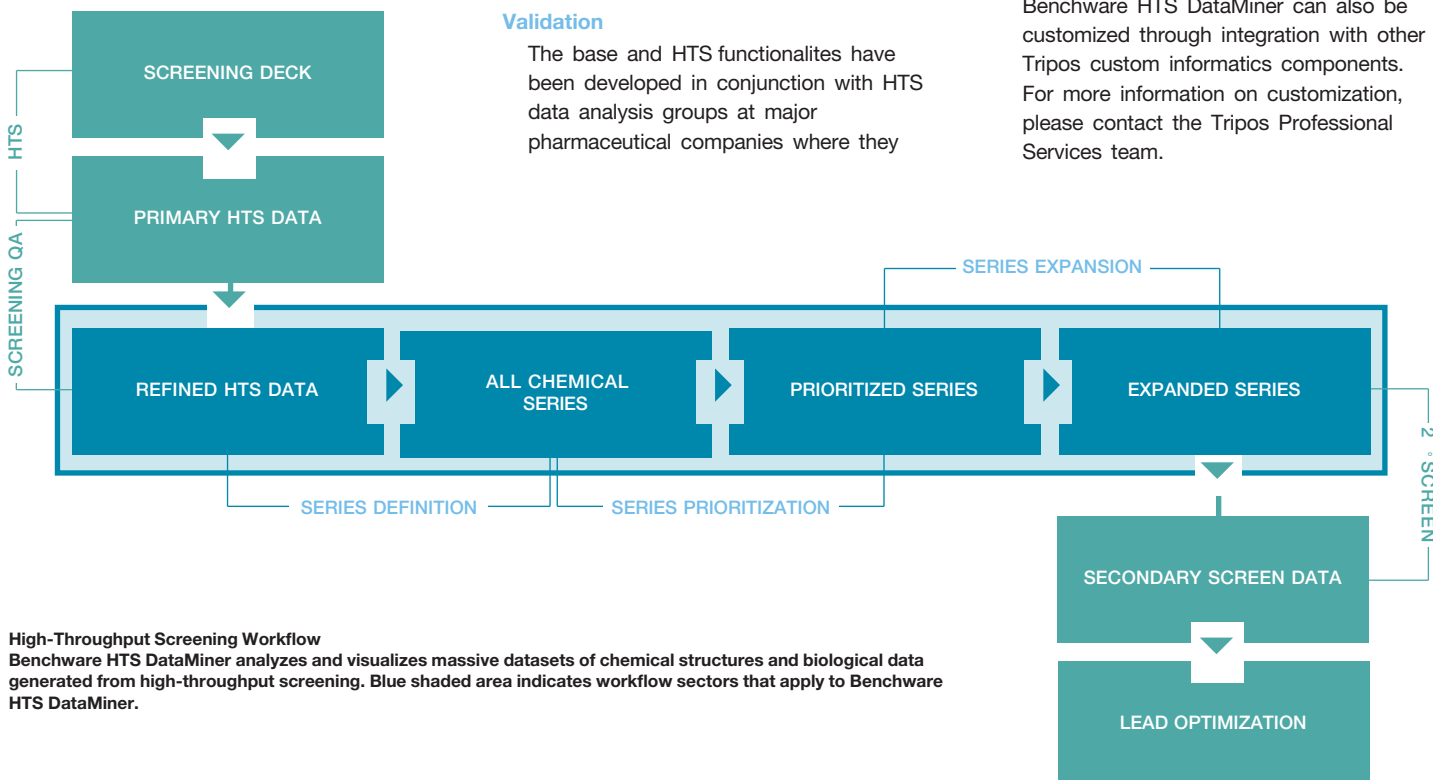 Validation
The base and HTS functionalites have
been developed in conjunction with HTS
data analysis groups at major
pharmaceutical companies where they
Benchware HTS DataMiner can also be
customized through integration with other
Tripos custom informatics components.
For more information on customization,
please contact the Tripos Professional
Services team.
SCREENING DECK
HTS
PRIMARY HTS DATA
SCREENING QA
SERIES EXPANSION
REFINED HTS DATA
ALL CHEMICAL
SERIES
PRIORITIZED SERIES
EXPANDED SERIES
SERIES DEFINITION
SERIES PRIORITIZATION
2 ° SCREEN
SECONDARY SCREEN DATA
LEAD OPTIMIZATION
High-Throughput Screening Workflow
Benchware HTS DataMiner analyzes and visualizes massive datasets of chemical structures and biological data
generated from high-throughput screening. Blue shaded area indicates workflow sectors that apply to Benchware
HTS DataMiner.